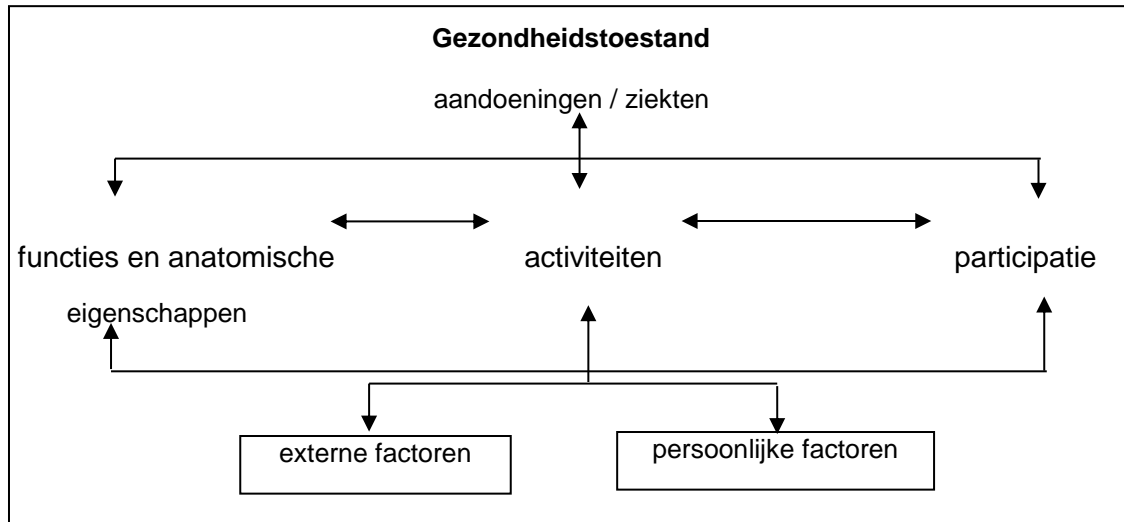 Gezondheidstoestand
aandoeningen / ziekten
functies en anatomische
eigenschappen
activiteiten
participatie
externe factoren
persoonlijke factoren